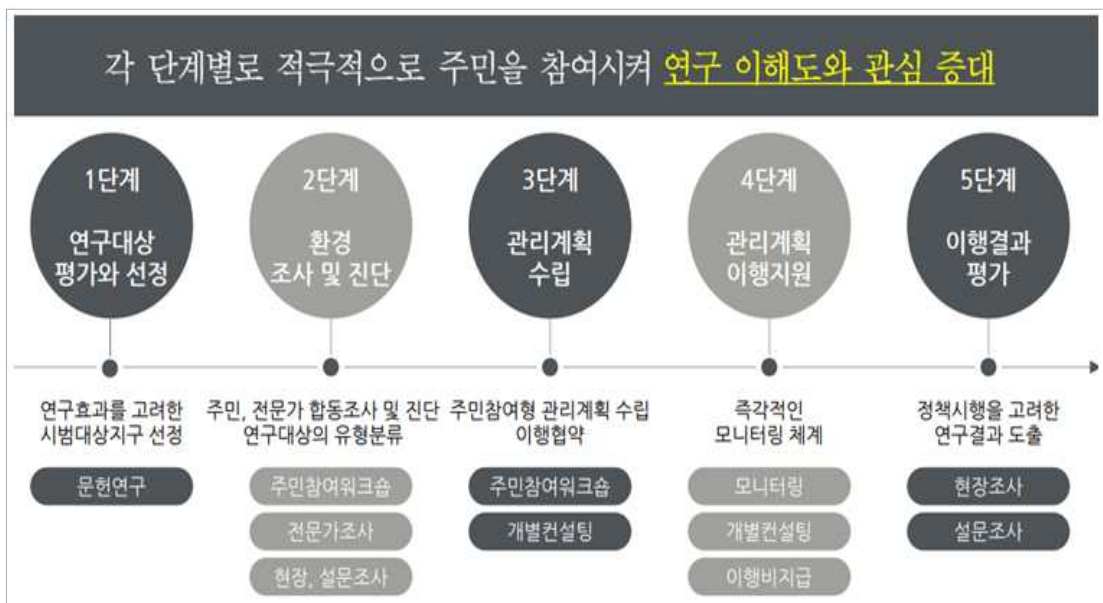 각 단계별로 적극적으로 주민을 참여시켜 연구 이해도와 관심 증대
1단계
연구대상
평가와 선정
2단계
환경
조사 및 진단
3단계
관리계획
수립
4단계
관리계획
이행지원
5단계
이행결과
평가
연구효과를 고려한
시범대상지구 선정
문헌연구
주민, 전문가 합동조사 및 진단
연구대상의 유형분류
주민참여워크숍
전문가조사
현장, 설문조사
주민참여형 관리계획 수립
이행협약
주민참여워크숍
개별컨설팅
즉각적인
모니터링 체계
모니터링
개별컨설팅
이행비지급
정책시행을 고려한
연구결과 도출
현장조사
설문조사